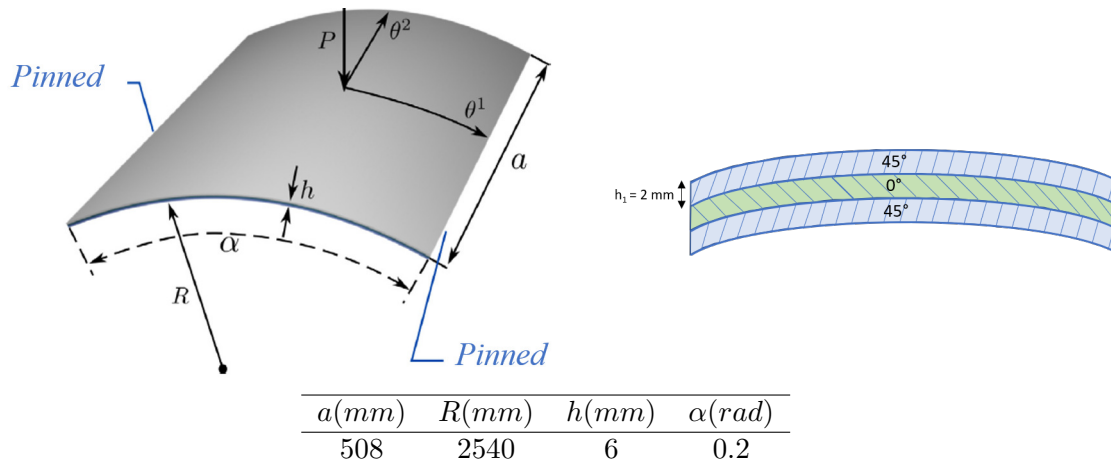 P
θ²
Pinned
θ¹
a
h
α
R
Pinned
45°
0°
h₁ = 2 mm
45°
a(mm) R(mm) h(mm) α(rad)
508 2540 6 0.2